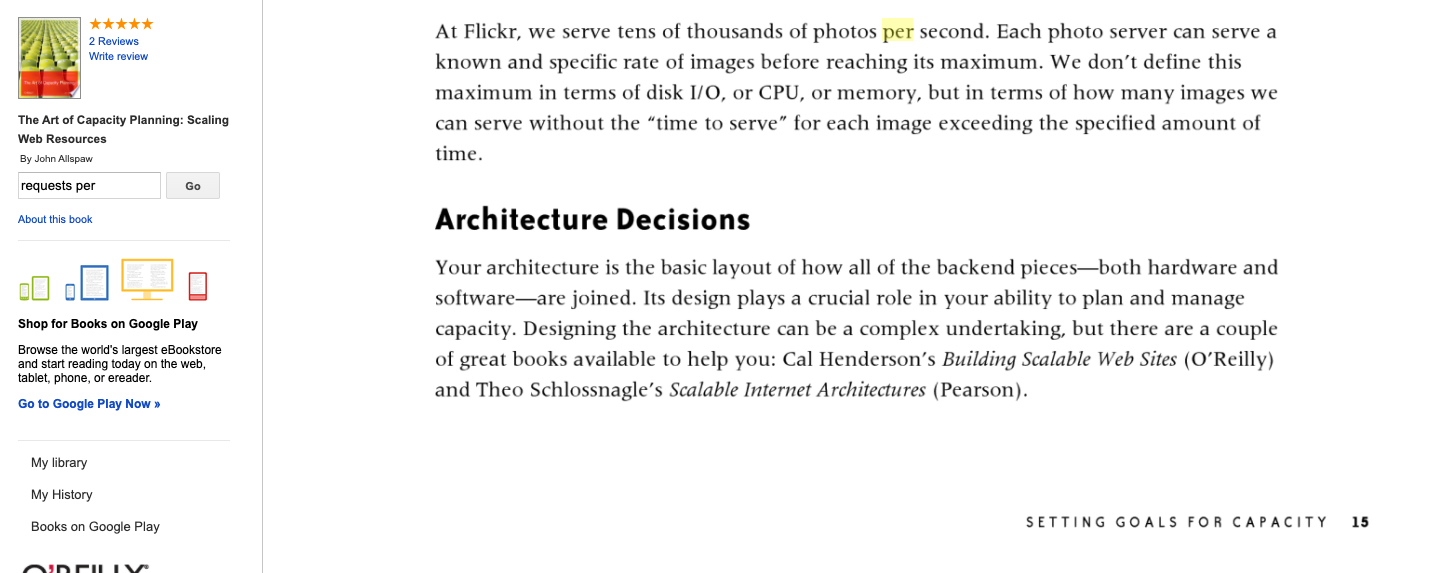 2 Reviews
Write review
The Art of Capacity Planning: Scaling
Web Resources
By John Allspaw
requests per
Go
About this book
Shop for Books on Google Play
Browse the world's largest eBookstore
and start reading today on the web,
tablet, phone, or ereader.
Go to Google Play Now »
My library
My History
Books on Google Play
O'REILLY
At Flickr, we serve tens of thousands of photos per second. Each photo server can serve a
known and specific rate of images before reaching its maximum. We don’t define this
maximum in terms of disk I/O, or CPU, or memory, but in terms of how many images we
can serve without the “time to serve” for each image exceeding the specified amount of
time.
Architecture Decisions
Your architecture is the basic layout of how all of the backend pieces—both hardware and
software—are joined. Its design plays a crucial role in your ability to plan and manage
capacity. Designing the architecture can be a complex undertaking, but there are a couple
of great books available to help you: Cal Henderson’s Building Scalable Web Sites (O’Reilly)
and Theo Schlossnagle’s Scalable Internet Architectures (Pearson).
SETTING GOALS FOR CAPACITY 15